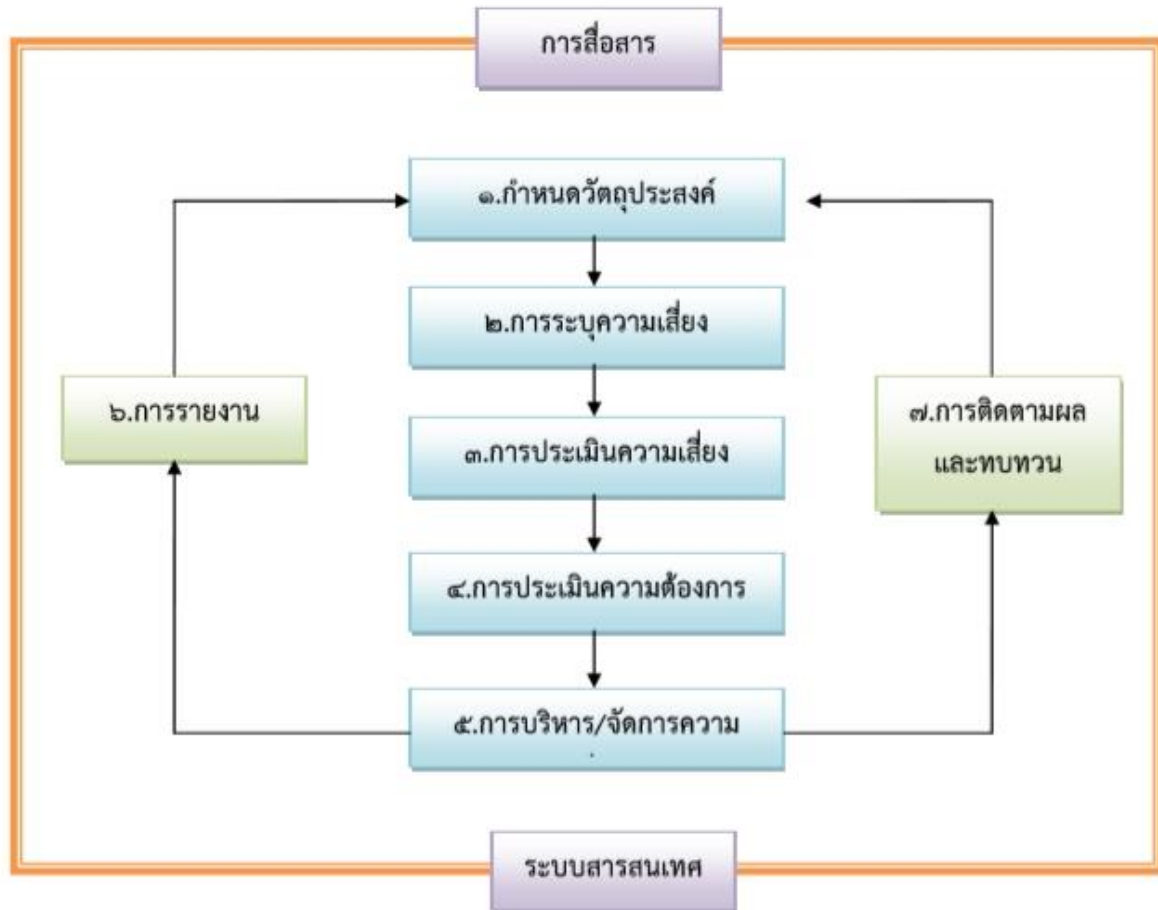 การสื่อสาร
๑.กำหนดวัตถุประสงค์
๒.การระบุความเสี่ยง
๓.การประเมินความเสี่ยง
๔.การประเมินความต้องการ
๕.การบริหาร/จัดการความ
๖.การรายงาน
๗.การติดตามผล
และทบทวน
ระบบสารสนเทศ